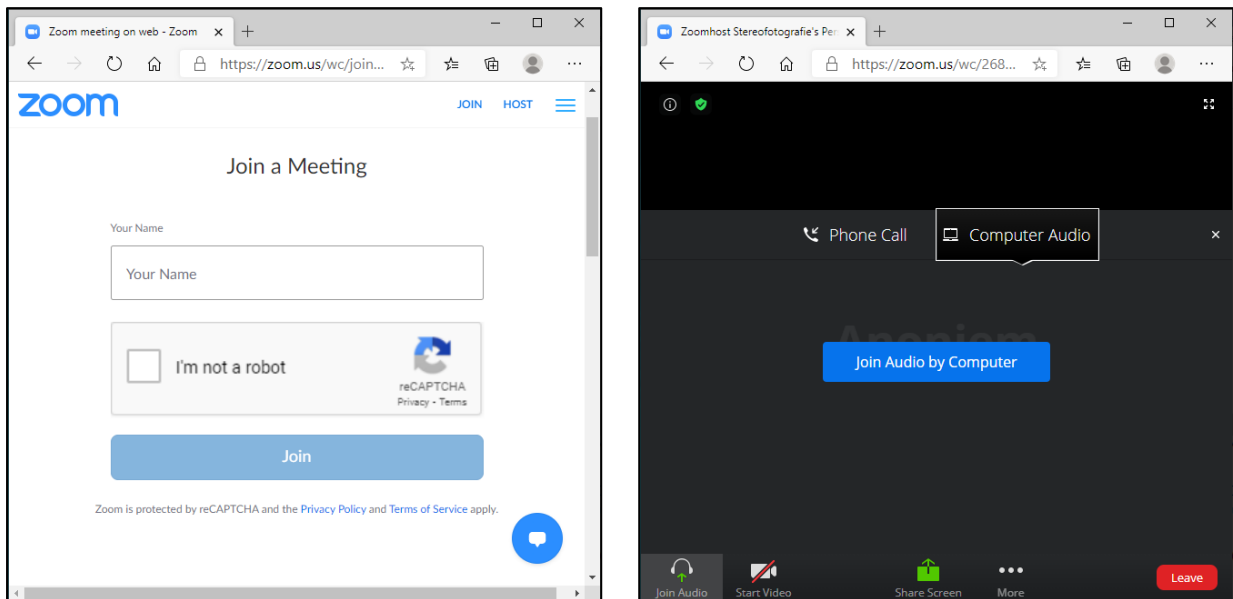 Zoom meeting on web - Zoom
https://zoom.us/wc/join...
zoom
JOIN HOST
Join a Meeting
Your Name
Your Name
I'm not a robot
reCAPTCHA
Privacy - Terms
Join
Zoom is protected by reCAPTCHA and the Privacy Policy and Terms of Service apply.
Zoomhost Stereofotografie's Per
https://zoom.us/wc/268...
Phone Call
Computer Audio
Anoniem
Join Audio by Computer
Join Audio
Start Video
Share Screen
More
Leave